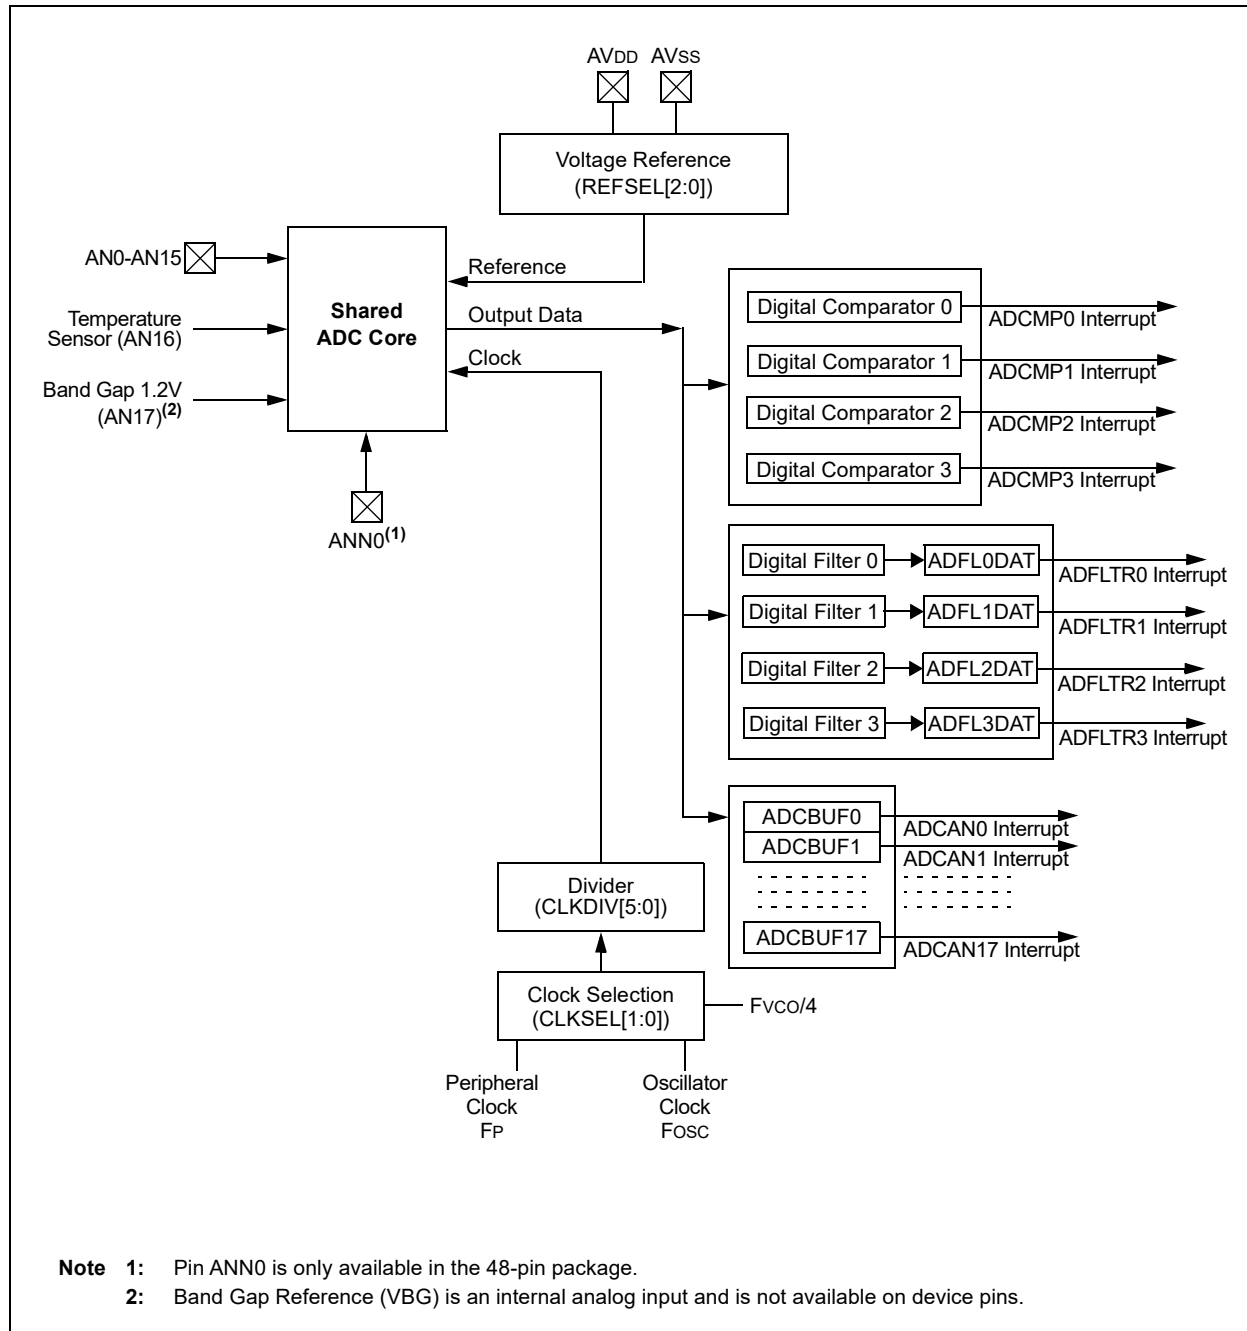 AVDD AVSS
Voltage Reference
(REFSEL[2:0])
AN0-AN15
Temperature
Sensor (AN16)
Band Gap 1.2V
(AN17)(2)
Shared
ADC Core
ANN0(1)
Reference
Output Data
Clock
Digital Comparator 0
ADCMP0 Interrupt
Digital Comparator 1
ADCMP1 Interrupt
Digital Comparator 2
ADCMP2 Interrupt
Digital Comparator 3
ADCMP3 Interrupt
Digital Filter 0 ADFL0DAT
ADFLTR0 Interrupt
Digital Filter 1 ADFL1DAT
ADFLTR1 Interrupt
Digital Filter 2 ADFL2DAT
ADFLTR2 Interrupt
Digital Filter 3 ADFL3DAT
ADFLTR3 Interrupt
ADCBUF0
ADCAN0 Interrupt
ADCBUF1
ADCAN1 Interrupt
ADCBUF17
ADCAN17 Interrupt
Divider
(CLKDIV[5:0])
Clock Selection
(CLKSEL[1:0])
FVCO/4
Peripheral
Clock
FP
Oscillator
Clock
FOSC
Note 1: Pin ANN0 is only available in the 48-pin package.
2: Band Gap Reference (VBG) is an internal analog input and is not available on device pins.